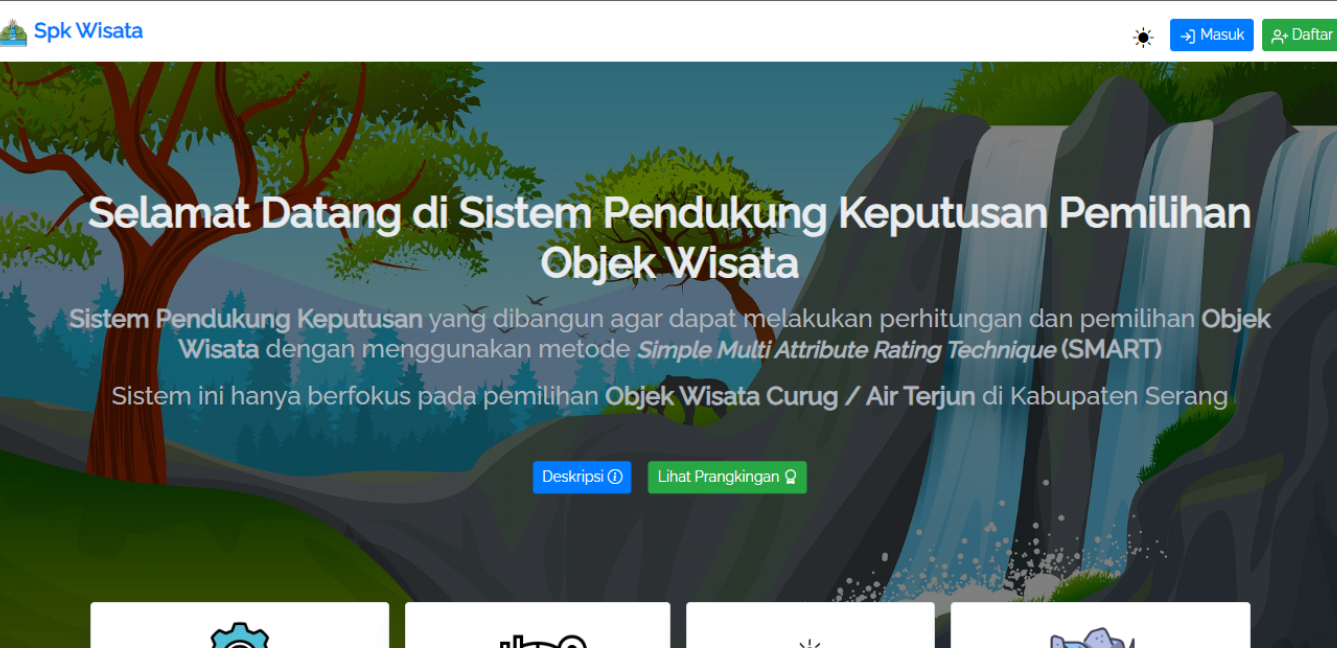 Spk Wisata
Masuk
Daftar
Selamat Datang di Sistem Pendukung Keputusan Pemilihan
Objek Wisata
Sistem Pendukung Keputusan yang dibangun agar dapat melakukan perhitungan dan pemilihan Objek
Wisata dengan menggunakan metode Simple Multi Attribute Rating Technique (SMART)
Sistem ini hanya berfokus pada pemilihan Objek Wisata Curug / Air Terjun di Kabupaten Serang
Deskripsi
Lihat Prangkingan